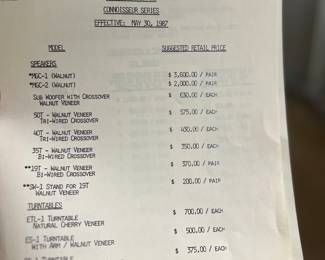 CONNOISSEUR SERIES
EFFECTIVE: MAY 30, 1987
MODEL SUGGESTED RETAIL PRICE
SPEAKERS
*MGC-1 (WALNUT) $ 3,600.00 / PAIR
*MGC-2 (WALNUT) $ 2,000.00 / PAIR
SUB WOOFER WITH CROSSOVER $ 630.00 / EACH
WALNUT VENEER
50T - WALNUT VENEER $ 575.00 / EACH
TRI-WIRED CROSSOVER
40T - WALNUT VENEER $ 430.00 / EACH
TRI-WIRED CROSSOVER
35T - WALNUT VENEER $ 350.00 / EACH
BI-WIRED CROSSOVER
**19T - WALNUT VENEER $ 370.00 / PAIR
BI-WIRED CROSSOVER
**SW-1 STAND FOR 19T $ 200.00 / PAIR
WALNUT VENEER
TURNTABLES
ETL-1 TURNTABLE $ 700.00 / EACH
NATURAL CHERRY VENEER
ES-1 TURNTABLE $ 500.00 / EACH
WITH ARM / WALNUT VENEER
TURNTABLE $ 375.00 / EACH